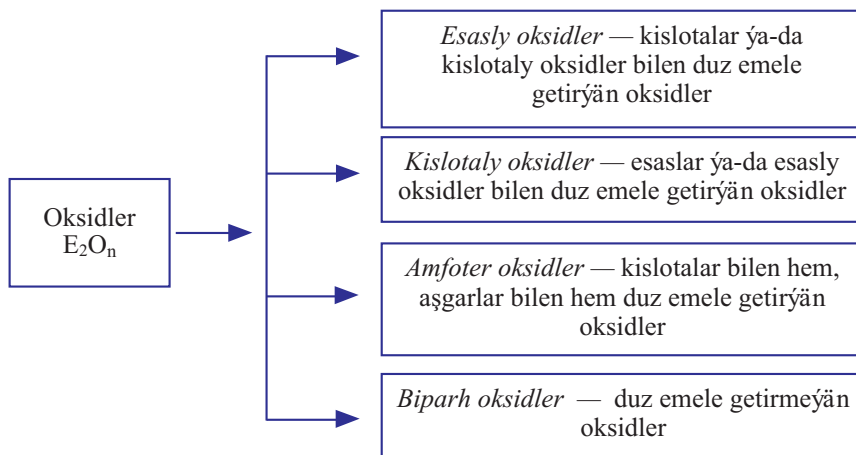 Oksidler
E₂Oₙ
Esasly oksidler — kislotalar ýa-da
kislotaly oksidler bilen duz emele
getirýän oksidler
Kislotaly oksidler — esaslar ýa-da esasly
oksidler bilen duz emele getirýän oksidler
Amfoter oksidler — kislotalar bilen hem,
aşgarlar bilen hem duz emele getirýän
oksidler
Biparh oksidler — duz emele getirmeýän
oksidler